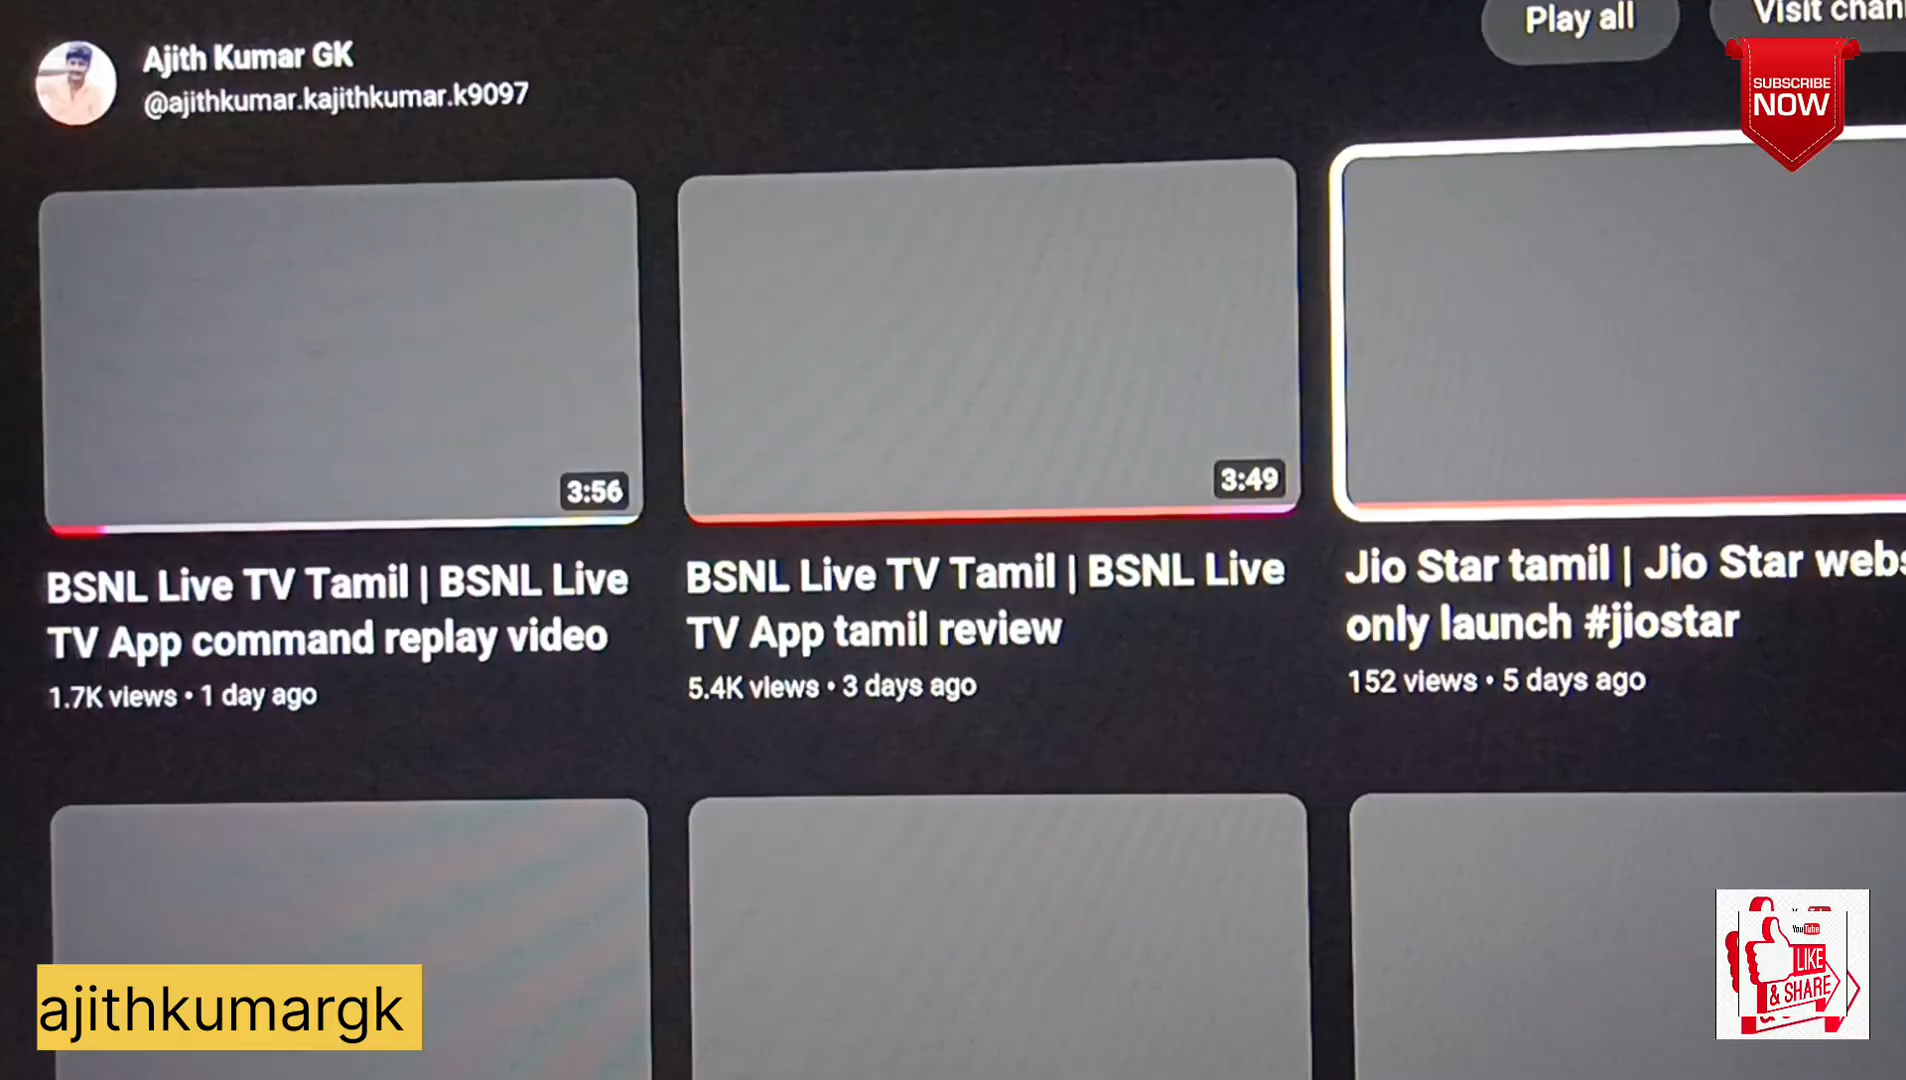 Play all
Visit chan
Ajith Kumar GK
@ajithkumar.kajithkumar.k9097
SUBSCRIBE
NOW
3:56
3:49
BSNL Live TV Tamil | BSNL Live
TV App command replay video
1.7K views • 1 day ago
BSNL Live TV Tamil | BSNL Live
TV App tamil review
5.4K views • 3 days ago
Jio Star tamil | Jio Star webs
only launch #jiostar
152 views • 5 days ago
YouTube
LIKE
& SHARE
ajithkumargk